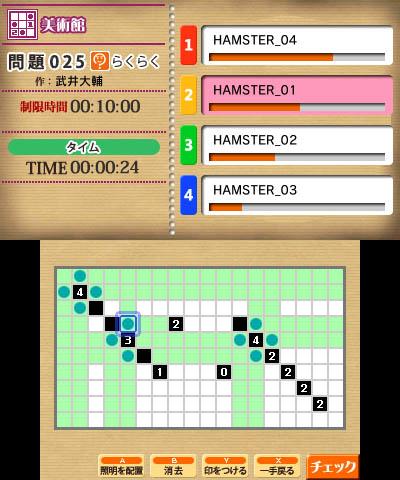 美術館
問題 025 らくらく
作：武井大輔
制限時間 00:10:00
タイム
TIME 00:00:24
1 HAMSTER_04
2 HAMSTER_01
3 HAMSTER_02
4 HAMSTER_03
4
2
3 4
2
1 0 2
2
2
A B Y X
照明を配置 消去 印をつける 一手戻る チェック